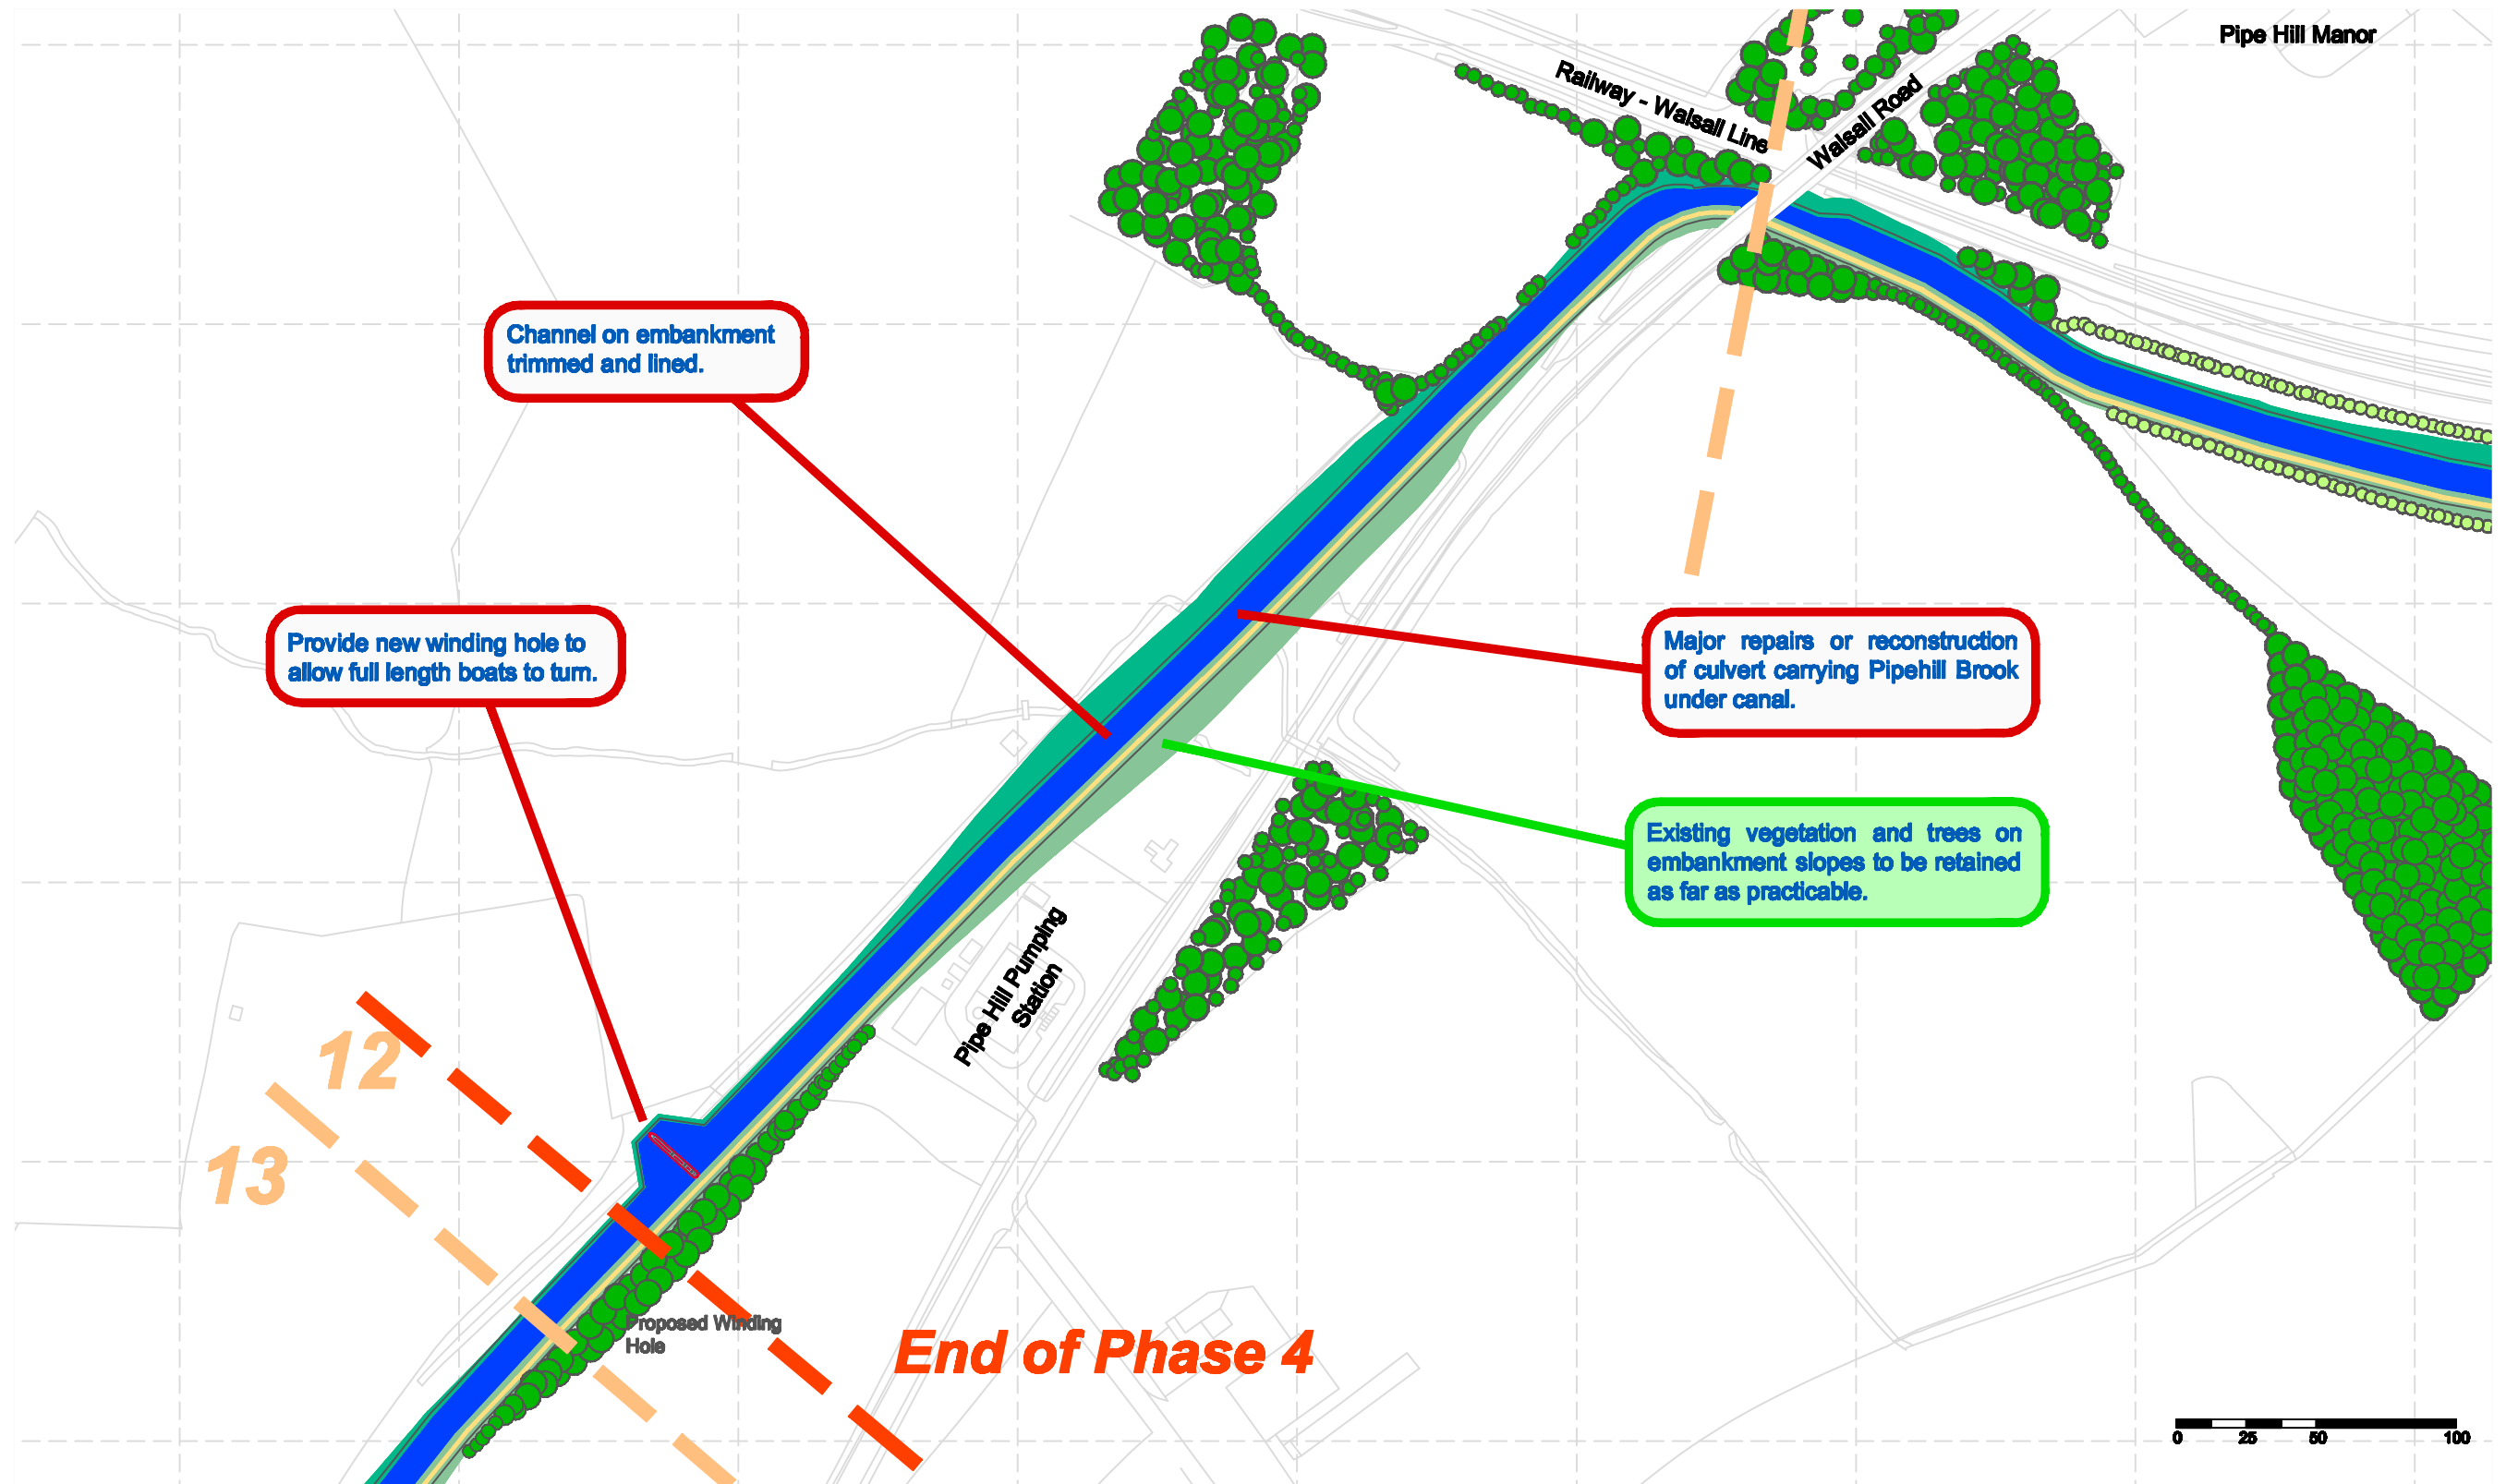 Pipe Hill Manor
Railway - Walsall Line
Walsall Road
Channel on embankment
trimmed and lined.
Provide new winding hole to
allow full length boats to turn.
Major repairs or reconstruction
of culvert carrying Pipehill Brook
under canal.
Existing vegetation and trees on
embankment slopes to be retained
as far as practicable.
Pipe Hill Pumping
Station
12
13
Proposed Winding
Hole
End of Phase 4
0 25 50 100